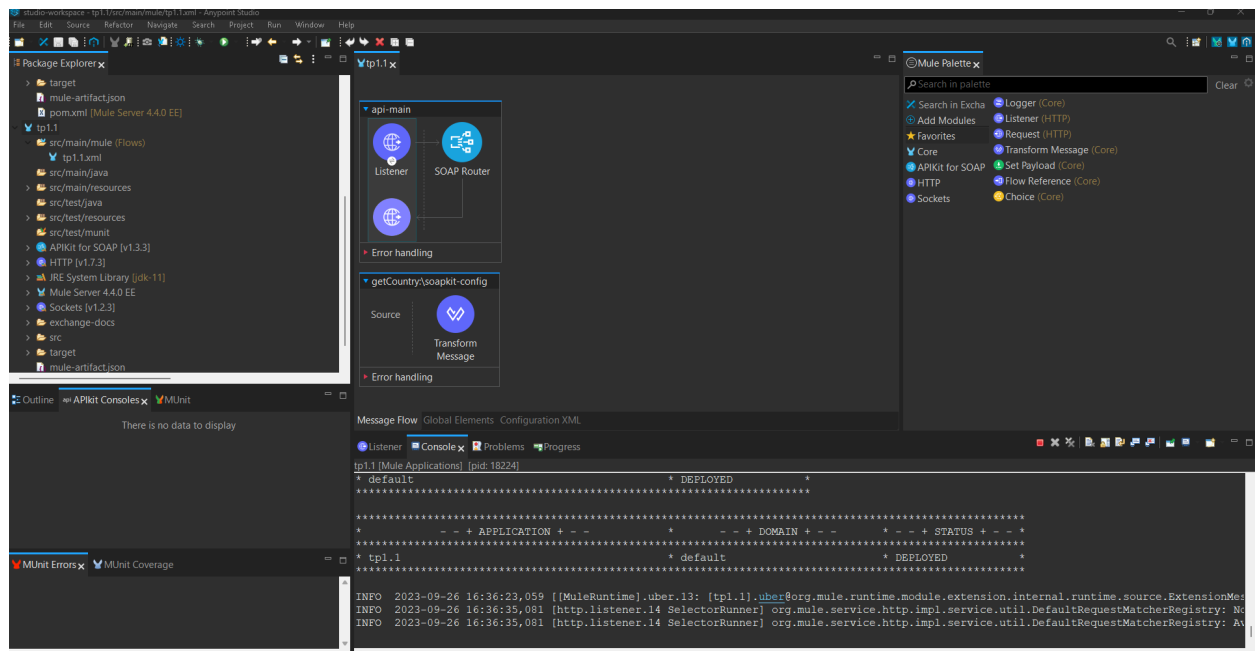 studio-workspace - tp1.1/src/main/mule/tp1.1.xml - Anypoint Studio
File Edit Source Refactor Navigate Search Project Run Window Help
Package Explorer
target
mule-artifact.json
pom.xml [Mule Server 4.4.0 EE]
tp1.1
src/main/mule (Flows)
tp1.1.xml
src/main/java
src/main/resources
src/test/java
src/test/resources
src/test/munit
APIKit for SOAP [v1.3.3]
HTTP [v1.7.3]
JRE System Library [jdk-11]
Mule Server 4.4.0 EE
Sockets [v1.2.3]
exchange-docs
src
target
mule-artifact.json
Outline APIkit Consoles MUnit
There is no data to display
MUnit Errors MUnit Coverage
tp1.1
api-main
Listener SOAP Router
Error handling
getCountry:\soapkit-config
Source
Transform
Message
Error handling
Message Flow Global Elements Configuration XML
Mule Palette
Search in palette Clear
Search in Excha
Add Modules
Favorites
Core
APIKit for SOAP
HTTP
Sockets
Logger (Core)
Listener (HTTP)
Request (HTTP)
Transform Message (Core)
Set Payload (Core)
Flow Reference (Core)
Choice (Core)
Listener Console Problems Progress
tp1.1 [Mule Applications] [pid: 18224]
* default * DEPLOYED *
**********************************************************************
*******************************************************************************************************
* - - + APPLICATION + - - * - - + DOMAIN + - - * - - + STATUS + - - *
*******************************************************************************************************
* tp1.1 * default * DEPLOYED *
*******************************************************************************************************
INFO 2023-09-26 16:36:23,059 [[MuleRuntime].uber.13: [tp1.1].uber@org.mule.runtime.module.extension.internal.runtime.source.ExtensionMes
INFO 2023-09-26 16:36:35,081 [http.listener.14 SelectorRunner] org.mule.service.http.impl.service.util.DefaultRequestMatcherRegistry: No
INFO 2023-09-26 16:36:35,081 [http.listener.14 SelectorRunner] org.mule.service.http.impl.service.util.DefaultRequestMatcherRegistry: Av